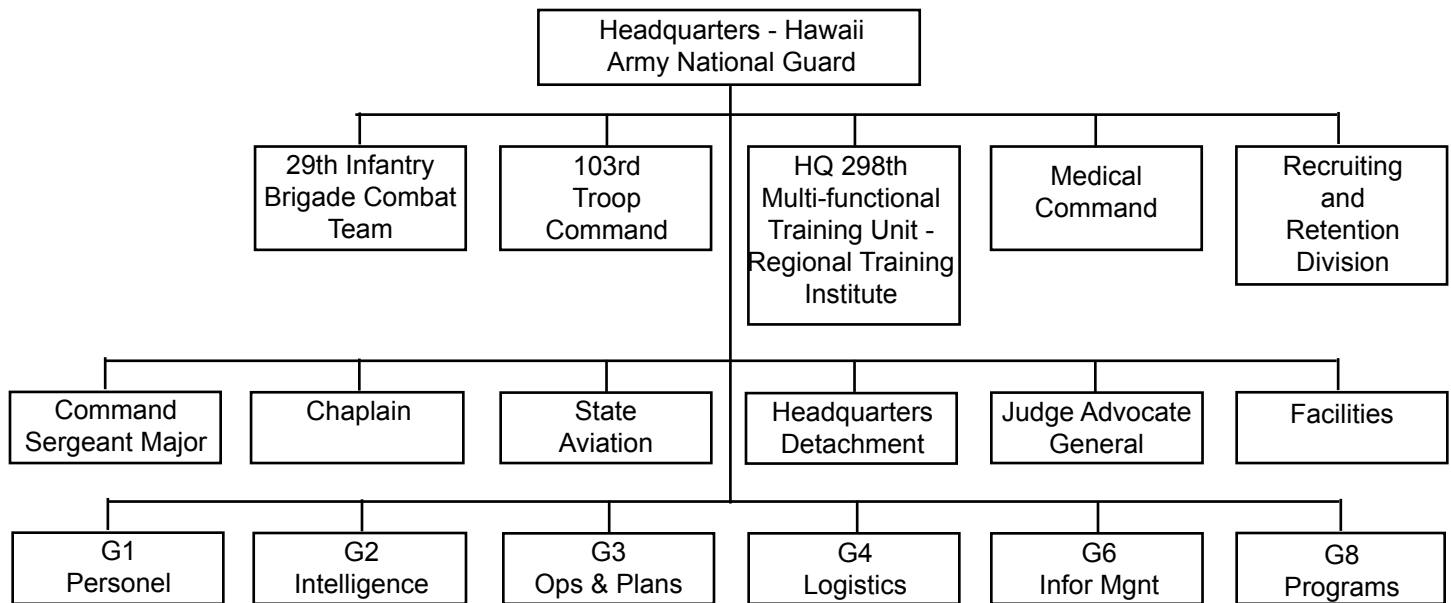 Headquarters - Hawaii
Army National Guard
29th Infantry
Brigade Combat
Team
103rd
Troop
Command
HQ 298th
Multi-functional
Training Unit -
Regional Training
Institute
Medical
Command
Recruiting
and
Retention
Division
Command
Sergeant Major
Chaplain
State
Aviation
Headquarters
Detachment
Judge Advocate
General
Facilities
G1
Personel
G2
Intelligence
G3
Ops & Plans
G4
Logistics
G6
Infor Mgnt
G8
Programs